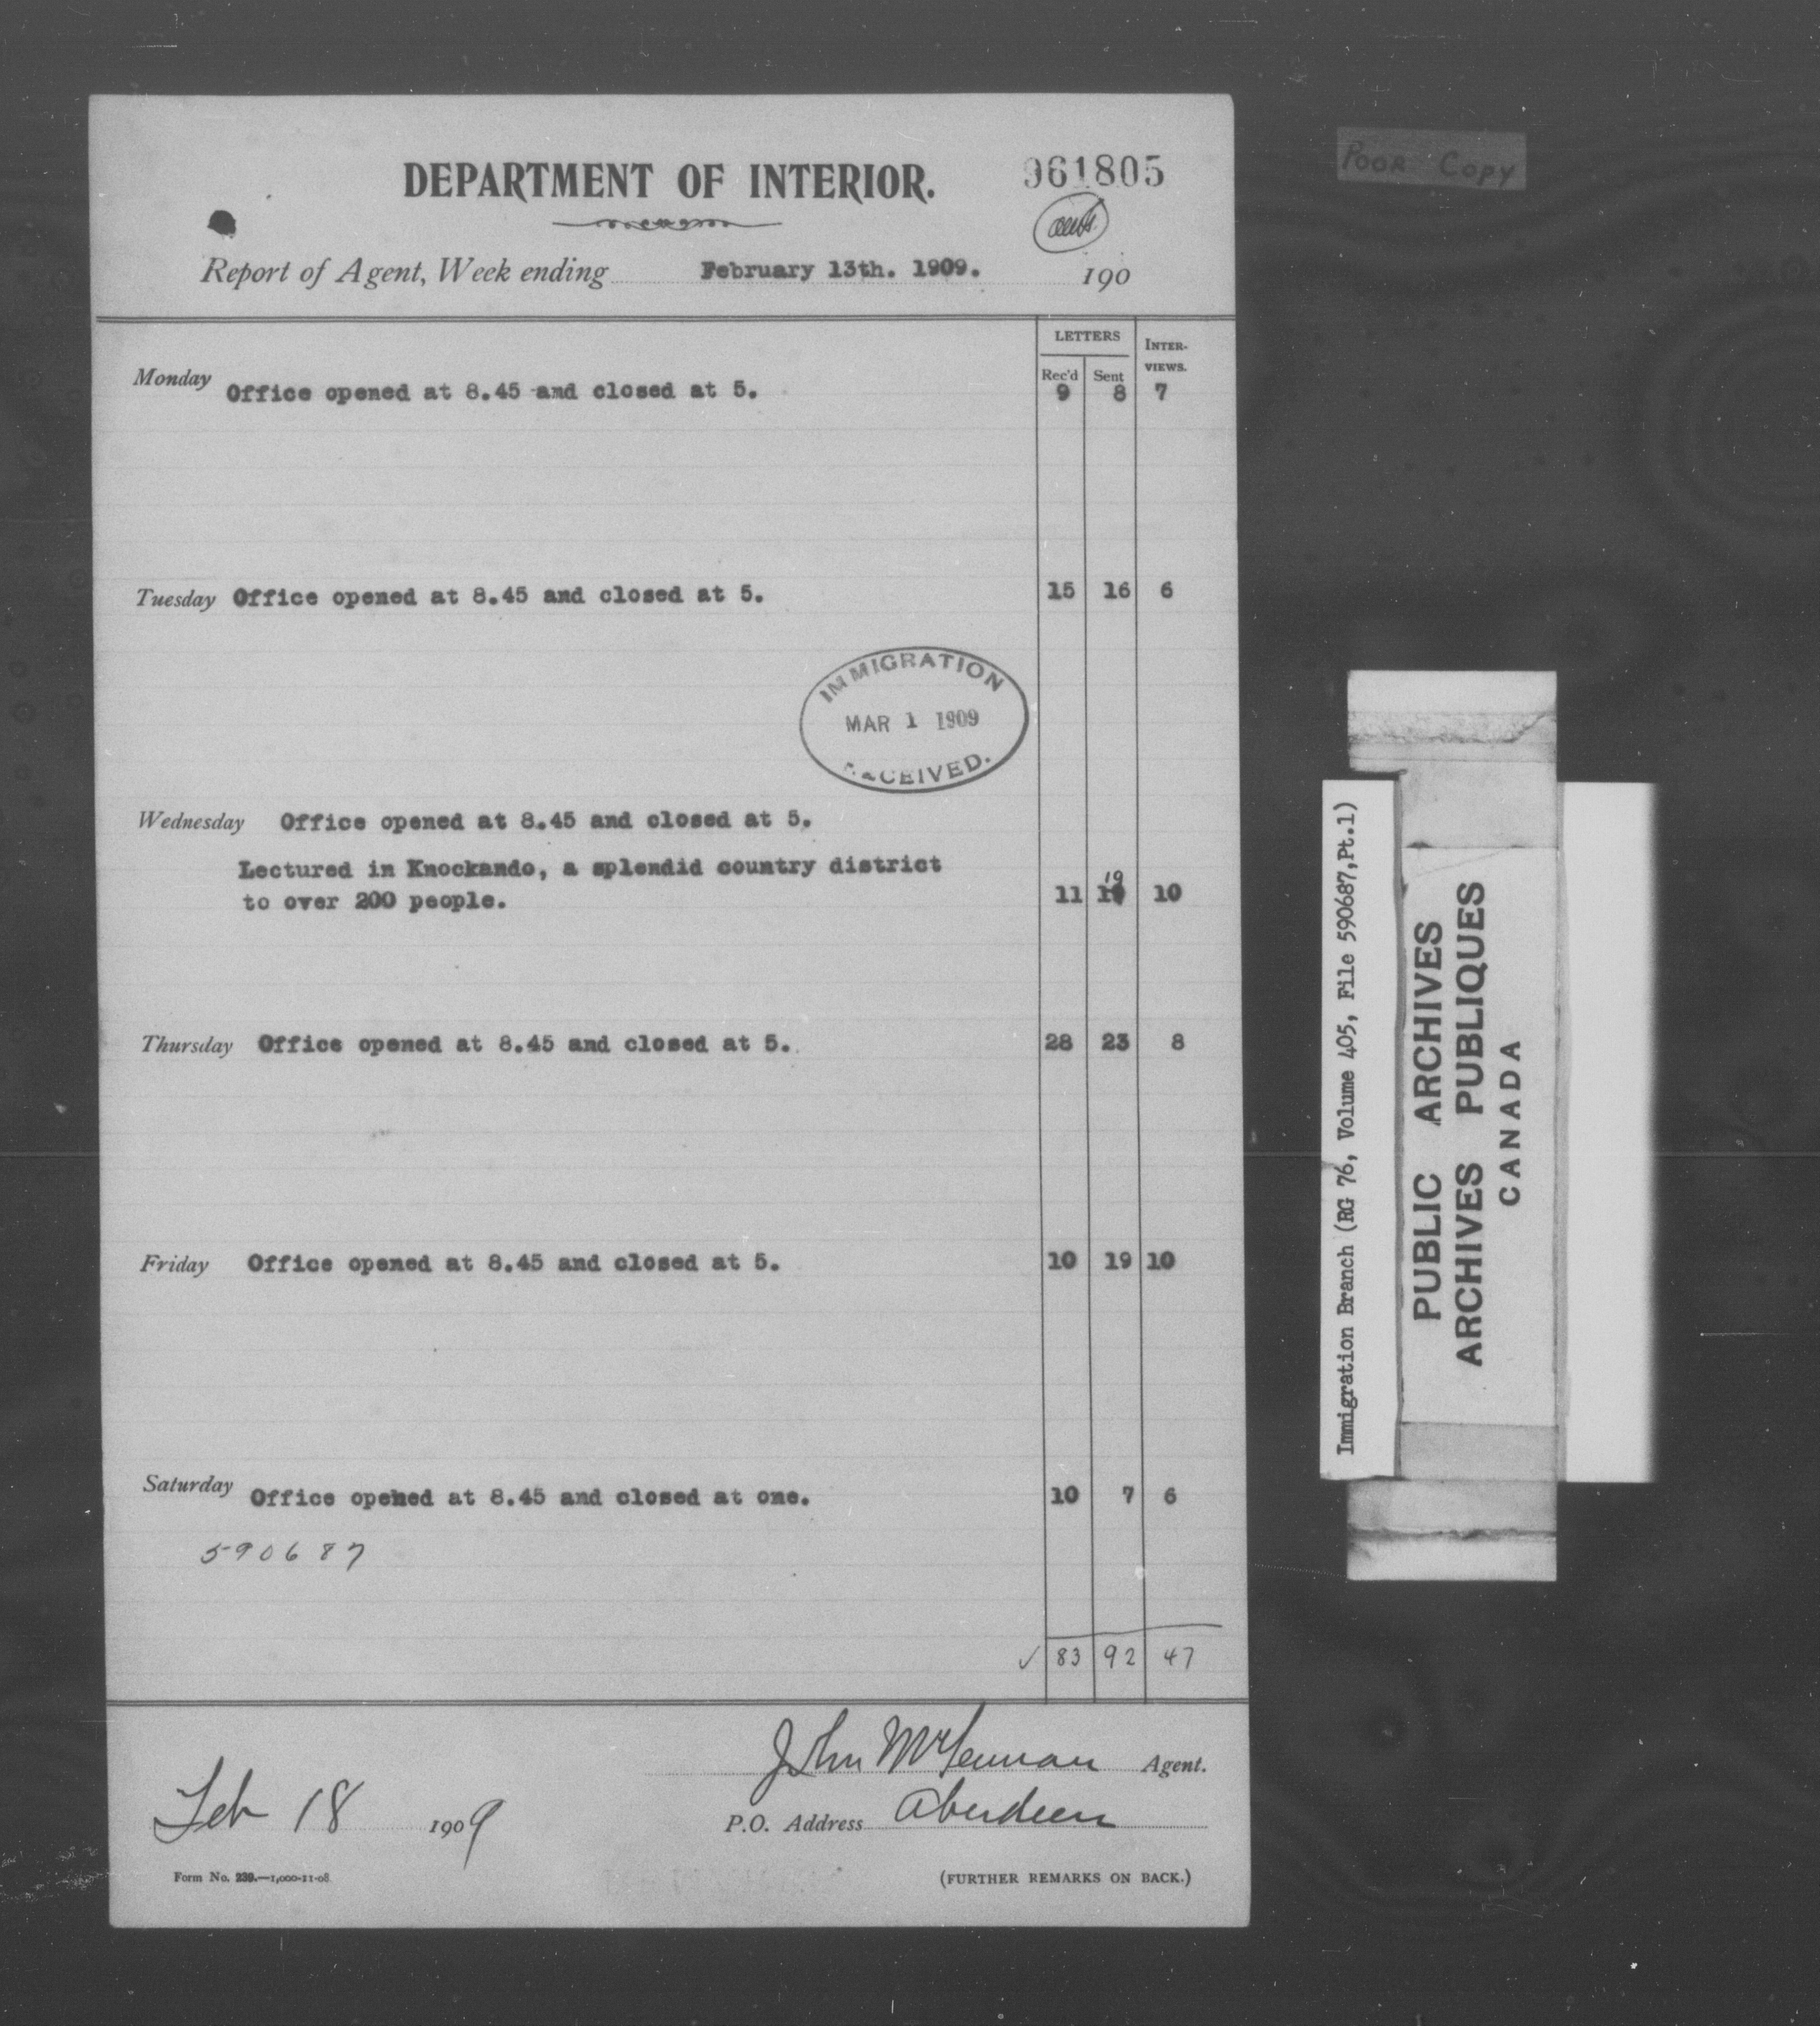 DEPARTMENT OF INTERIOR.
961805
Report of Agent, Week ending February 13th. 1909. 190
LETTERS INTER-VIEWS.
Rec'd Sent
Monday Office opened at 8.45 and closed at 5. 9 8 7
Tuesday Office opened at 8.45 and closed at 5. 15 16 6
IMMIGRATION
MAR 1 1909
RECEIVED.
Wednesday Office opened at 8.45 and closed at 5.
Lectured in Knockando, a splendid country district
to over 200 people. 11 19 10
Thursday Office opened at 8.45 and closed at 5. 28 23 8
Friday Office opened at 8.45 and closed at 5. 10 19 10
Saturday Office opened at 8.45 and closed at one. 10 7 6
590687
83 92 47
John McLennan Agent.
Feb 18 1909
P.O. Address Aberdeen
Form No. 239.—1,000-11-08
(FURTHER REMARKS ON BACK.)
POOR COPY
Immigration Branch (RG 76, Volume 405, File 590687,Pt.1)
PUBLIC ARCHIVES
ARCHIVES PUBLIQUES
CANADA